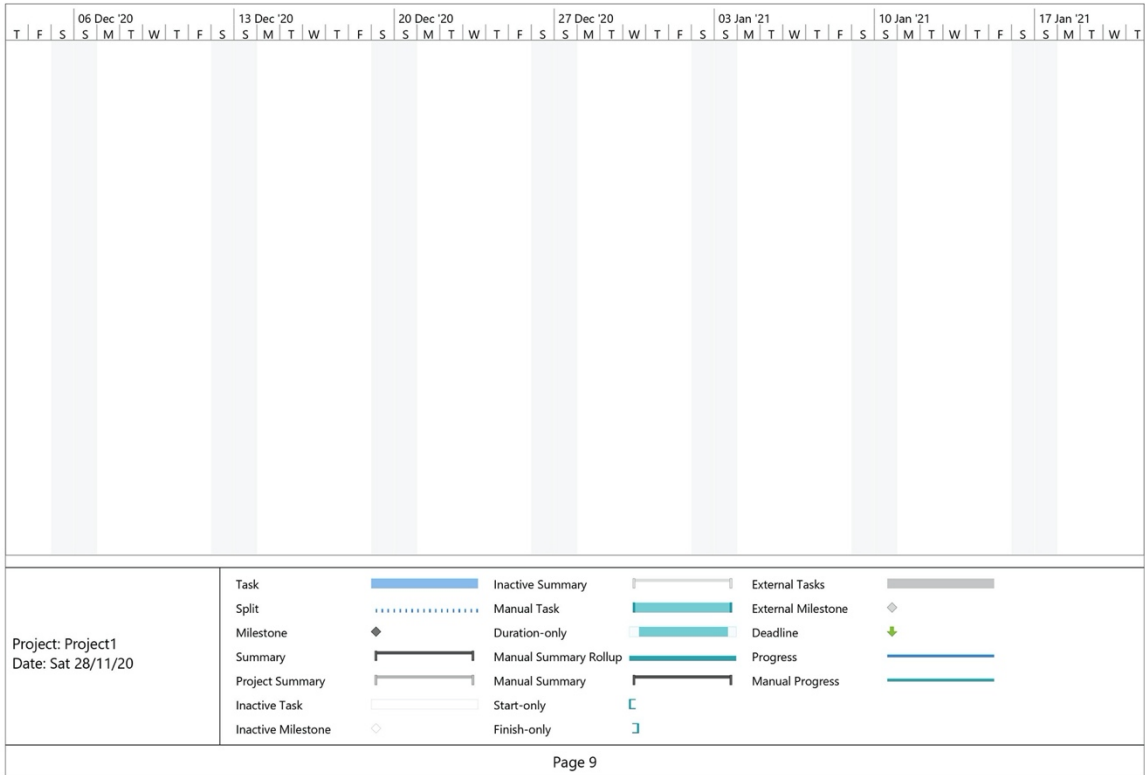 06 Dec '20 13 Dec '20 20 Dec '20 27 Dec '20 03 Jan '21 10 Jan '21 17 Jan '21
T F S S M T W T F S S M T W T F S S M T W T F S S M T W T F S S M T W T F S S M T W T F S S M T W T
Project: Project1
Date: Sat 28/11/20
Task
Split
Milestone
Summary
Project Summary
Inactive Task
Inactive Milestone
Inactive Summary
Manual Task
Duration-only
Manual Summary Rollup
Manual Summary
Start-only
Finish-only
External Tasks
External Milestone
Deadline
Progress
Manual Progress
Page 9